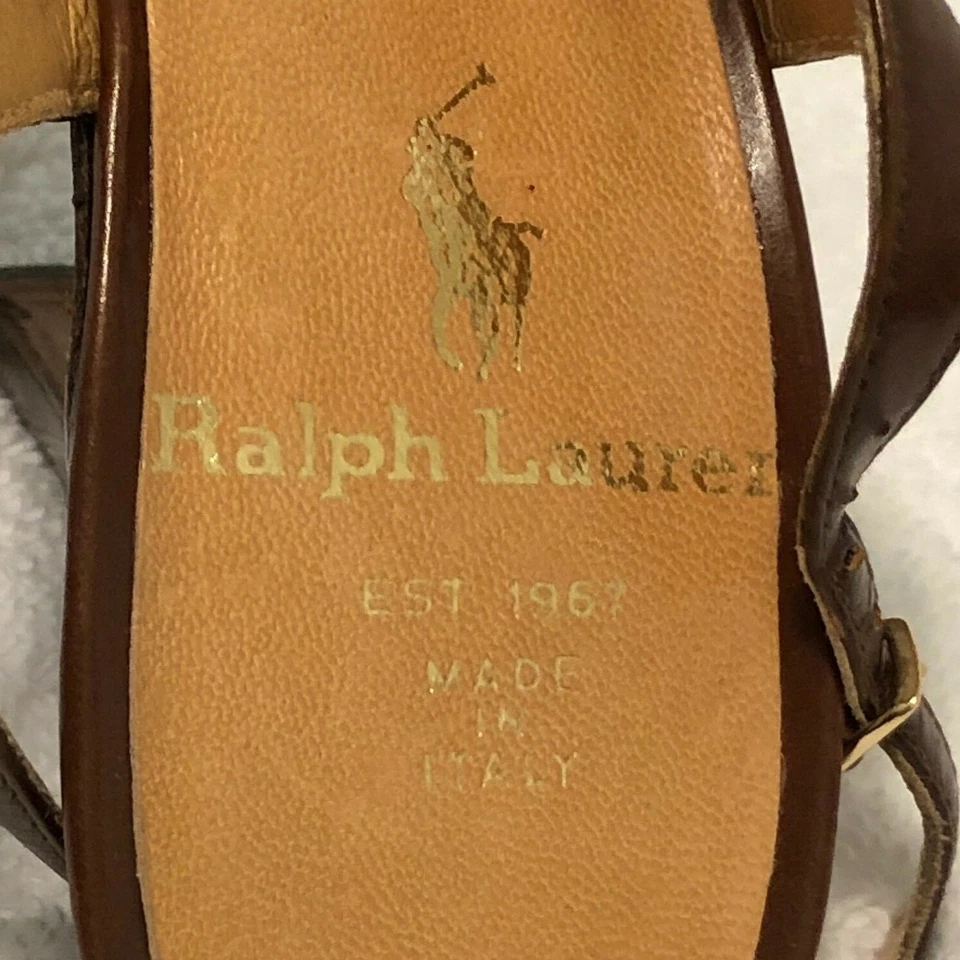 Ralph Lauren
EST 1967
MADE
IN
ITALY